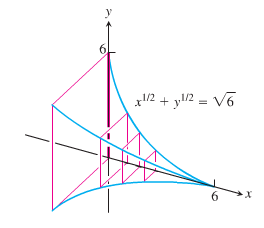 y
6
x^{1/2} + y^{1/2} = √6
6
x